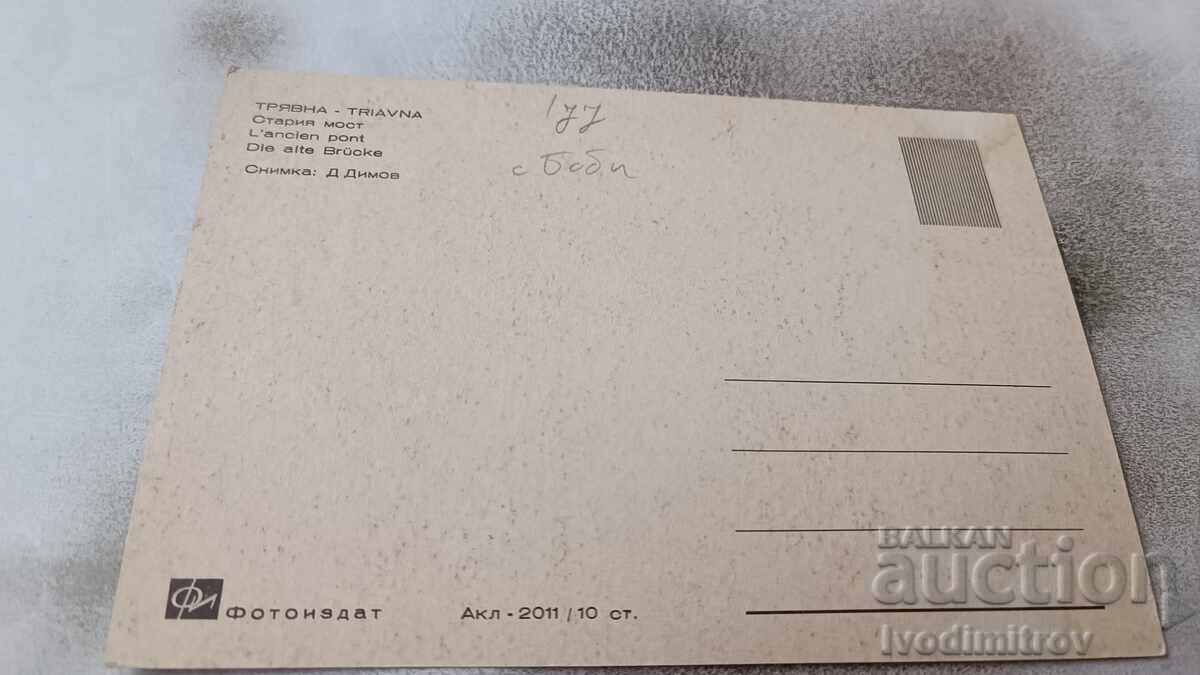 ТРЯВНА - TRIAVNA
Стария мост
L'ancien pont
Die alte Brücke
Снимка: Д Димов
с Боби
Фотоиздат
Акл - 2011 / 10 ст.
BALKAN
auction
Ivodimitrov